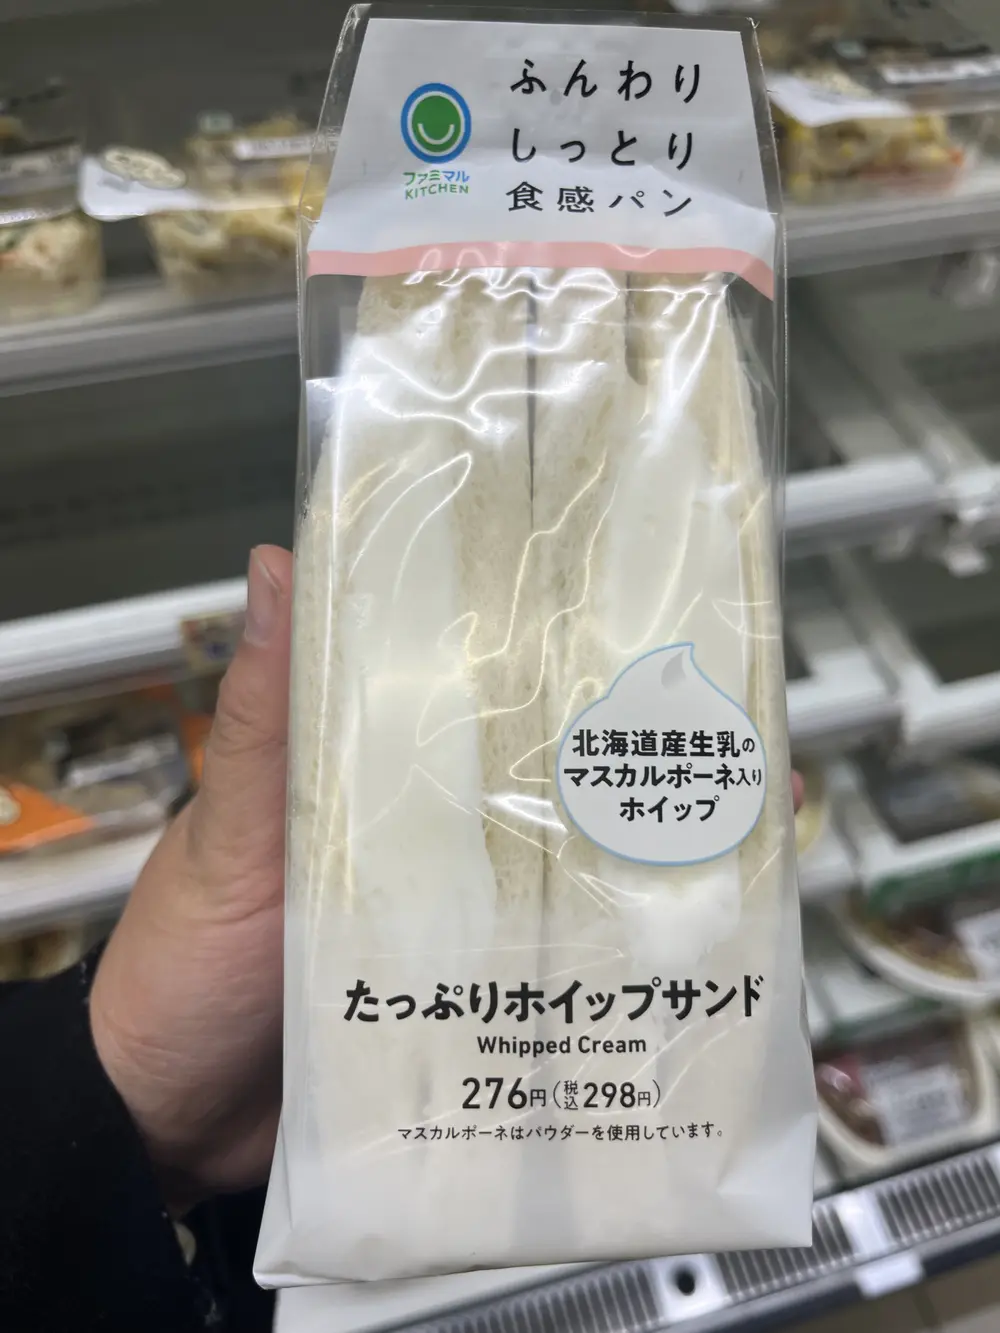 ふんわり
しっとり
食感パン
ファミマル
KITCHEN
北海道産生乳の
マスカルポーネ入り
ホイップ
たっぷりホイップサンド
Whipped Cream
276円(税込298円)
マスカルポーネはパウダーを使用しています。